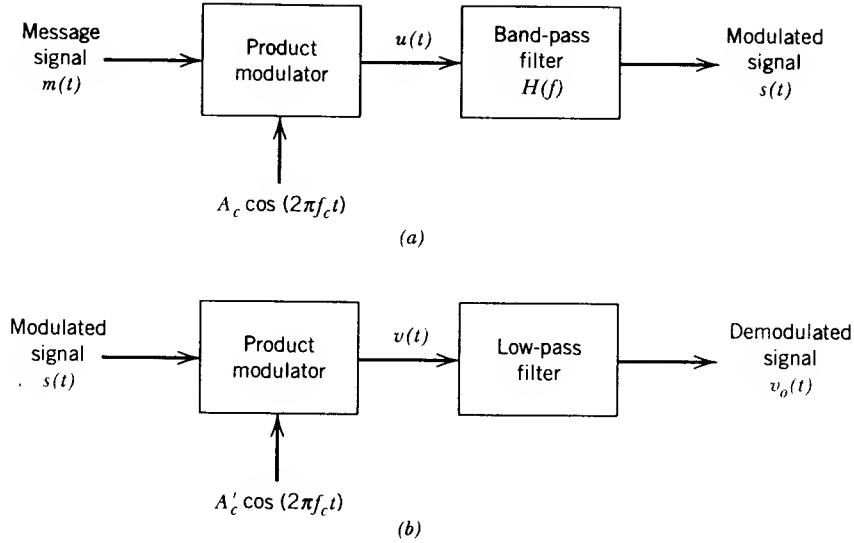 Message
signal
m(t)
Product
modulator
u(t)
Band-pass
filter
H(f)
Modulated
signal
s(t)
A_c cos (2πf_c t)
(a)
Modulated
signal
s(t)
Product
modulator
v(t)
Low-pass
filter
Demodulated
signal
v_o(t)
A_c′ cos (2πf_c t)
(b)